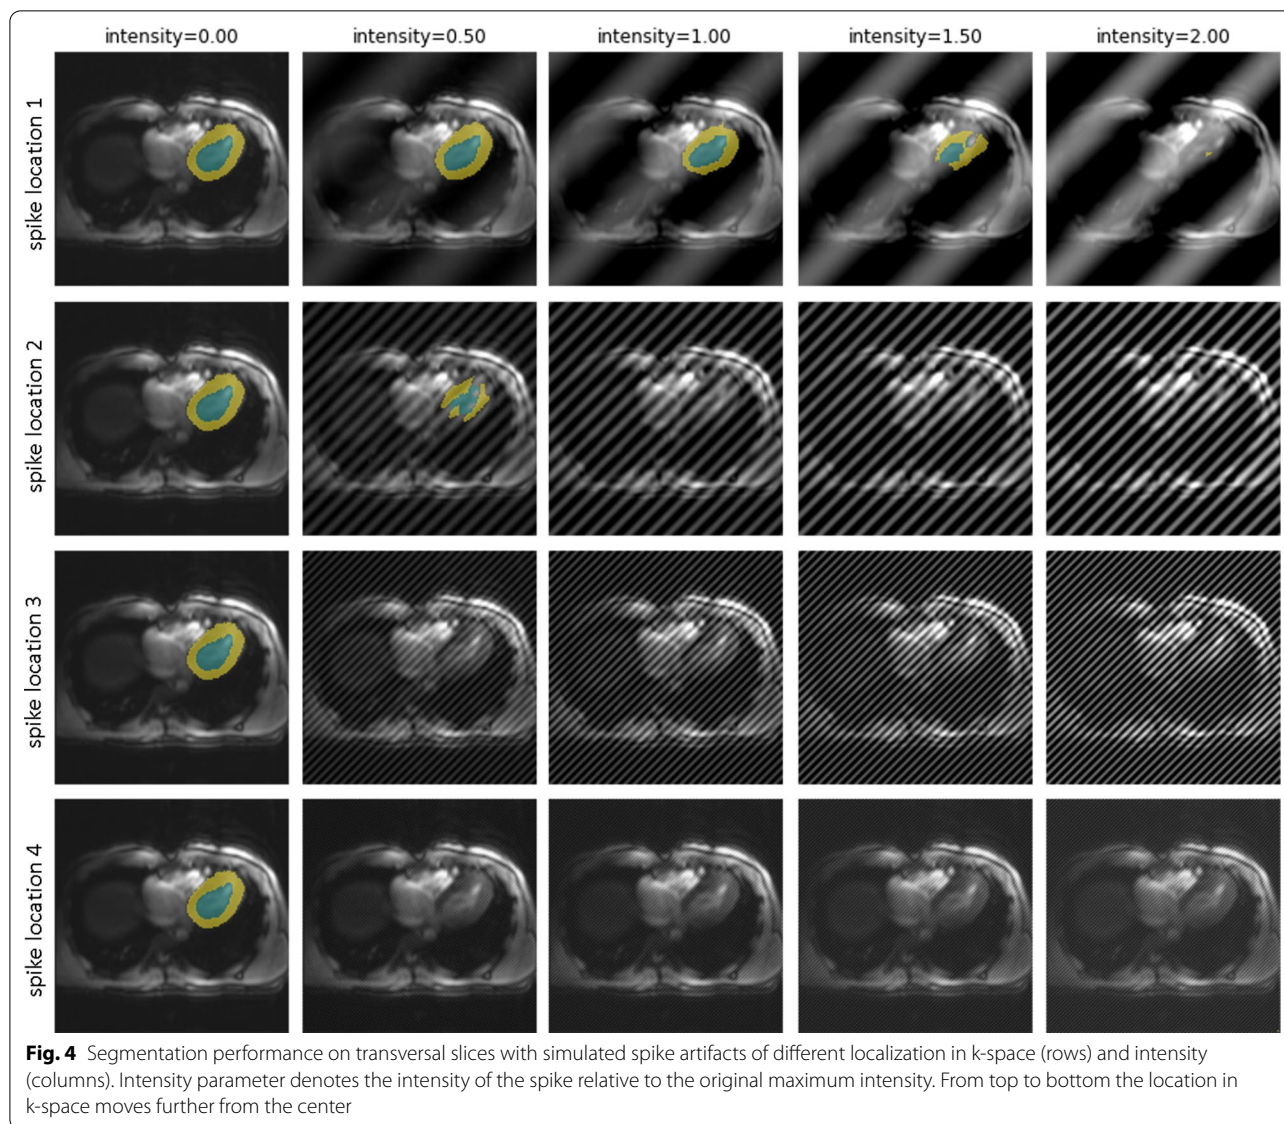 intensity=0.00 intensity=0.50 intensity=1.00 intensity=1.50 intensity=2.00
spike location 1
spike location 2
spike location 3
spike location 4
Fig. 4 Segmentation performance on transversal slices with simulated spike artifacts of different localization in k-space (rows) and intensity
(columns). Intensity parameter denotes the intensity of the spike relative to the original maximum intensity. From top to bottom the location in
k-space moves further from the center